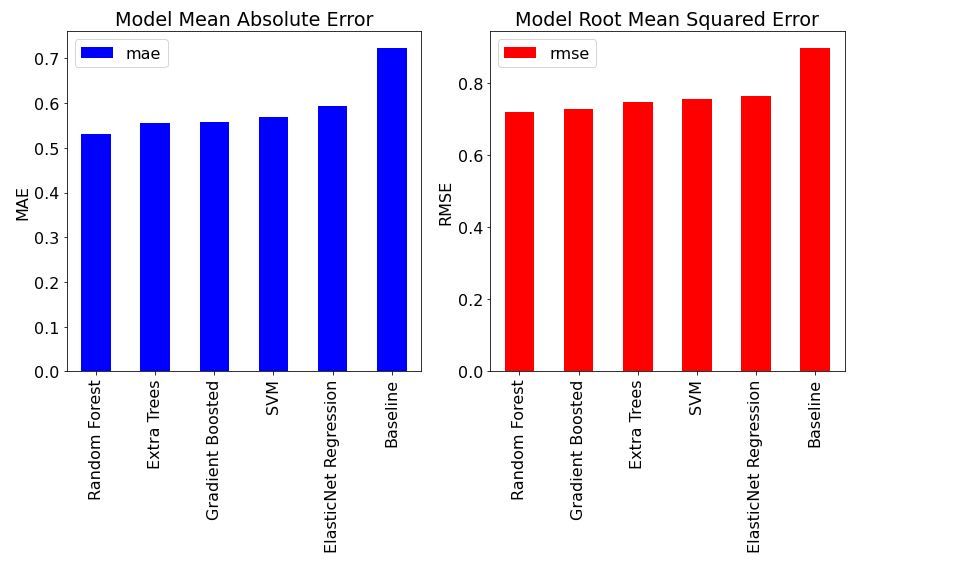 Model Mean Absolute Error
mae
MAE
0.7
0.6
0.5
0.4
0.3
0.2
0.1
0.0
Random Forest
Extra Trees
Gradient Boosted
SVM
ElasticNet Regression
Baseline
Model Root Mean Squared Error
rmse
RMSE
0.8
0.6
0.4
0.2
0.0
Random Forest
Gradient Boosted
Extra Trees
SVM
ElasticNet Regression
Baseline